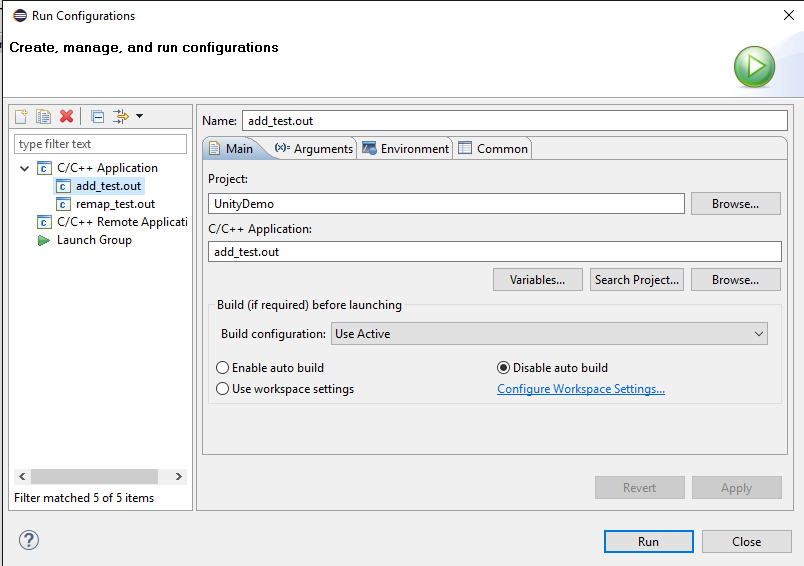 Run Configurations
Create, manage, and run configurations
type filter text
C/C++ Application
add_test.out
remap_test.out
C/C++ Remote Applicati
Launch Group
Filter matched 5 of 5 items
Name: add_test.out
Main (x)= Arguments Environment Common
Project:
UnityDemo Browse...
C/C++ Application:
add_test.out
Variables... Search Project... Browse...
Build (if required) before launching
Build configuration: Use Active
Enable auto build Disable auto build
Use workspace settings Configure Workspace Settings...
Revert Apply
Run Close